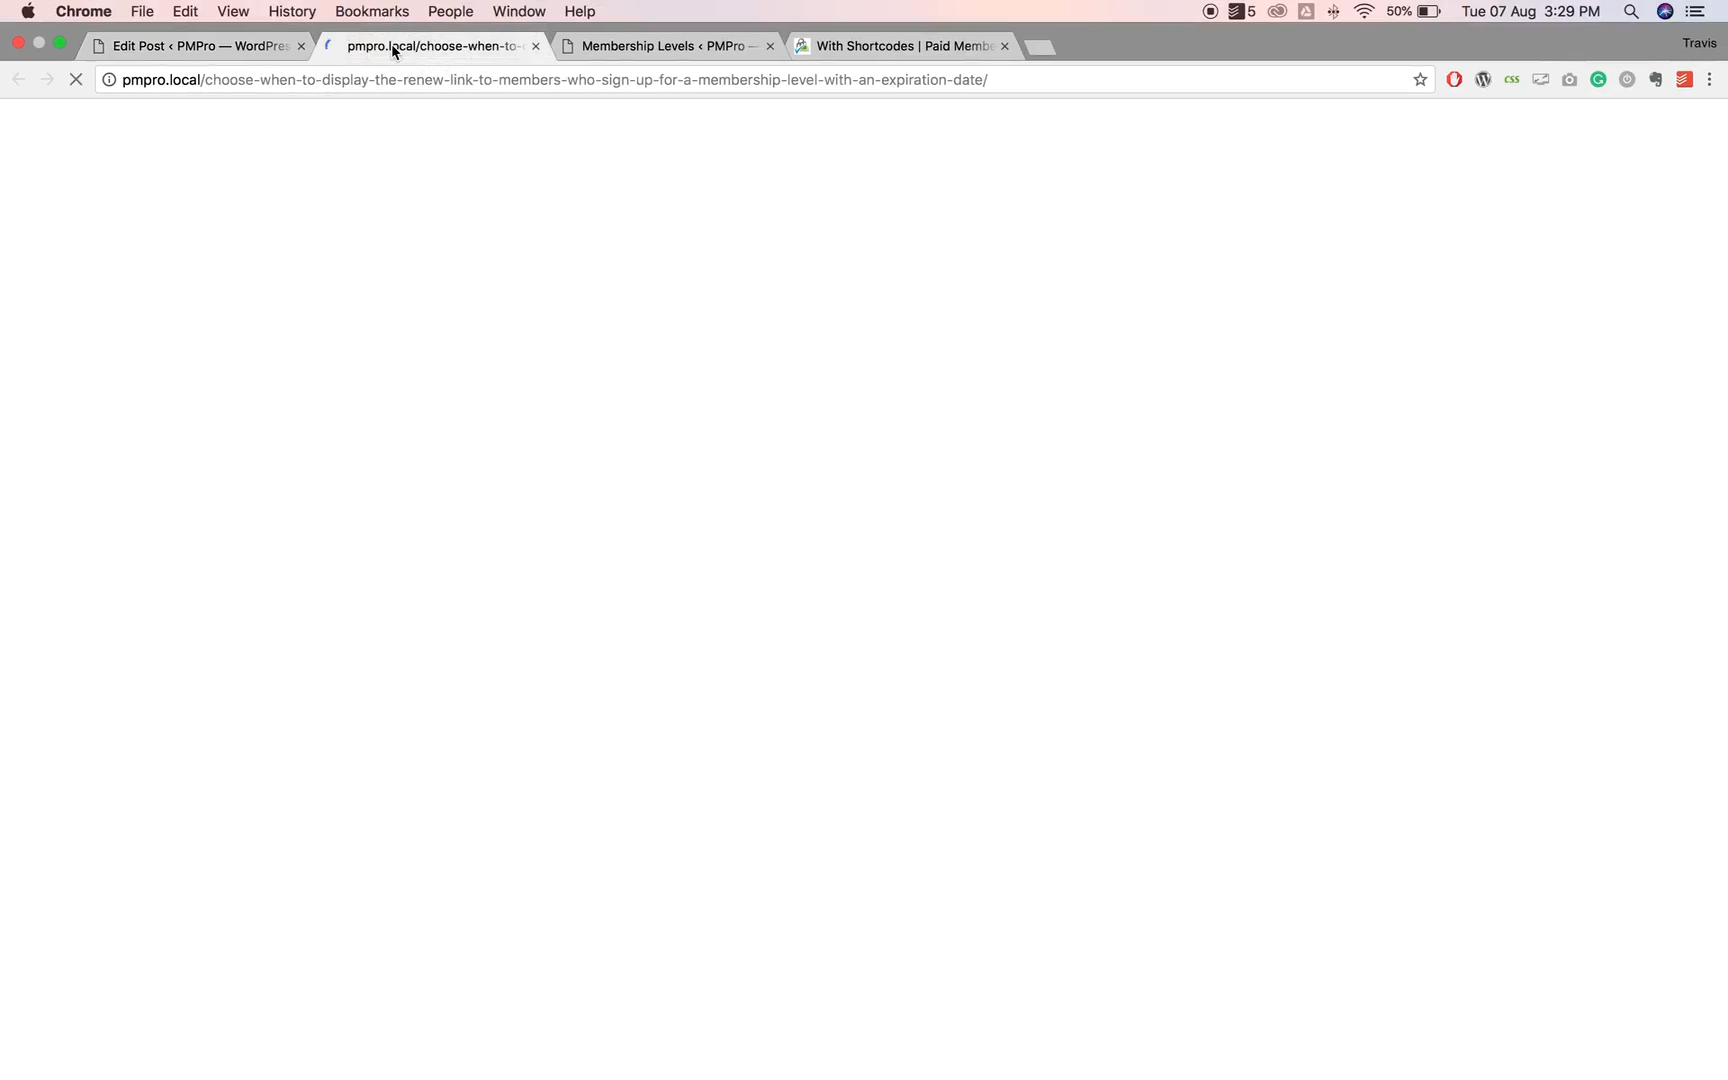 Chrome File Edit View History Bookmarks People Window Help 5 50% Tue 07 Aug 3:29 PM
Edit Post ‹ PMPro — WordPres pmpro.local/choose-when-to- Membership Levels ‹ PMPro — With Shortcodes | Paid Membe Travis
pmpro.local/choose-when-to-display-the-renew-link-to-members-who-sign-up-for-a-membership-level-with-an-expiration-date/ css